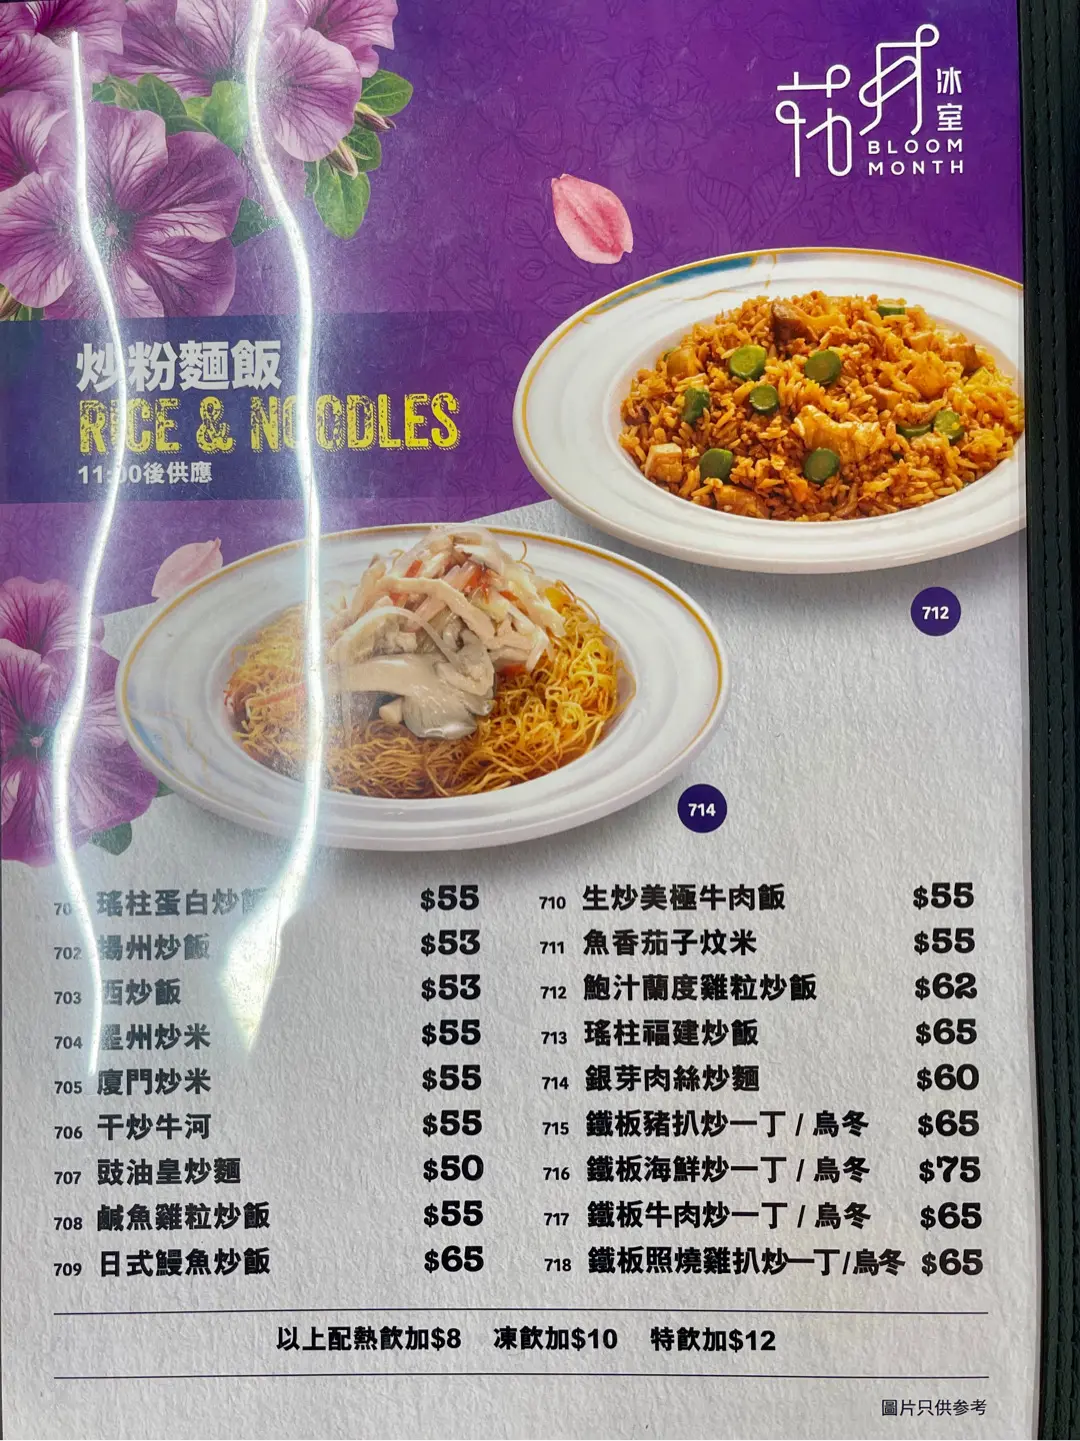 花月冰室
BLOOM
MONTH
炒粉麵飯
RICE & NOODLES
11:00後供應
712
714
瑤柱蛋白炒飯 $55
702 揚州炒飯 $53
703 西炒飯 $53
704 星州炒米 $55
705 廈門炒米 $55
706 干炒牛河 $55
707 豉油皇炒麵 $50
708 鹹魚雞粒炒飯 $55
709 日式鰻魚炒飯 $65
710 生炒美極牛肉飯 $55
711 魚香茄子炆米 $55
712 鮑汁蘭度雞粒炒飯 $62
713 瑤柱福建炒飯 $65
714 銀芽肉絲炒麵 $60
715 鐵板豬扒炒一丁 / 烏冬 $65
716 鐵板海鮮炒一丁 / 烏冬 $75
717 鐵板牛肉炒一丁 / 烏冬 $65
718 鐵板照燒雞扒炒一丁/烏冬 $65
以上配熱飲加$8 凍飲加$10 特飲加$12
圖片只供参考